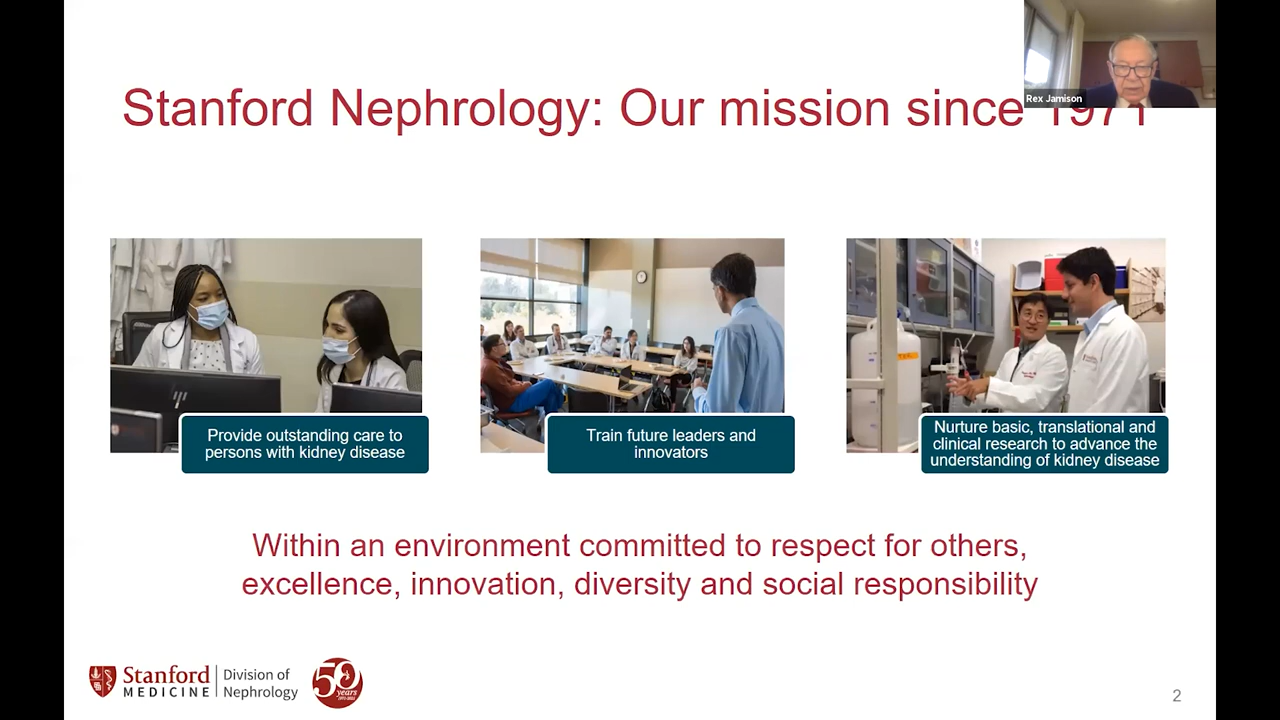 Stanford Nephrology: Our mission since 1971
Rex Jamison
Provide outstanding care to
persons with kidney disease
Train future leaders and
innovators
Nurture basic, translational and
clinical research to advance the
understanding of kidney disease
Within an environment committed to respect for others,
excellence, innovation, diversity and social responsibility
Stanford
MEDICINE
Division of
Nephrology
50
years
2